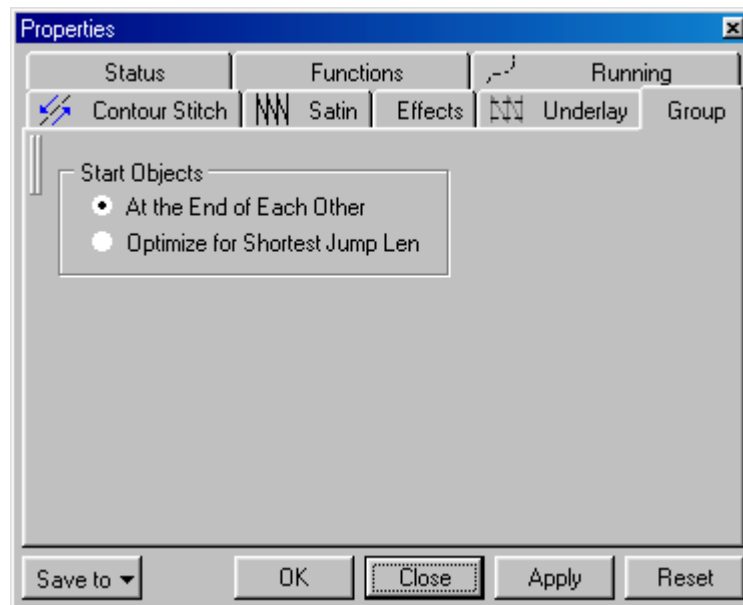 Properties
Status Functions Running
Contour Stitch Satin Effects Underlay Group
Start Objects
At the End of Each Other
Optimize for Shortest Jump Len
Save to OK Close Apply Reset